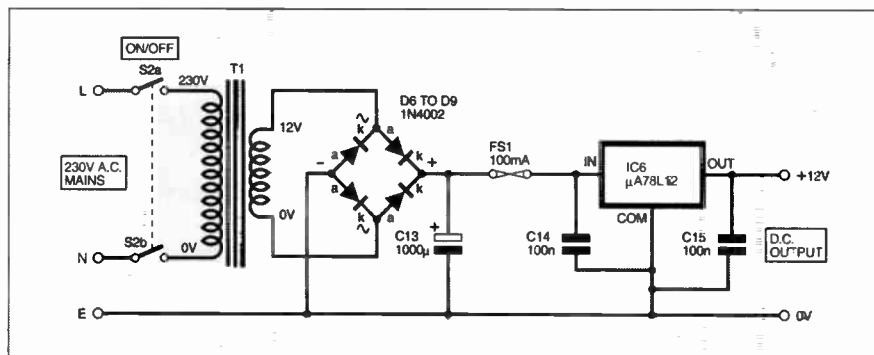 ON/OFF
S2a
230V
T1
L
D6 TO D9
1N4002
12V
~
k
a
a
k
FS1
100mA
IN
IC6
µA78L12
OUT
230V A.C.
MAINS
-
+
+12V
COM
a
k
~
a
k
0V
+
C13
1000µ
C14
100n
C15
100n
D.C.
OUTPUT
S2b
0V
N
E
0V